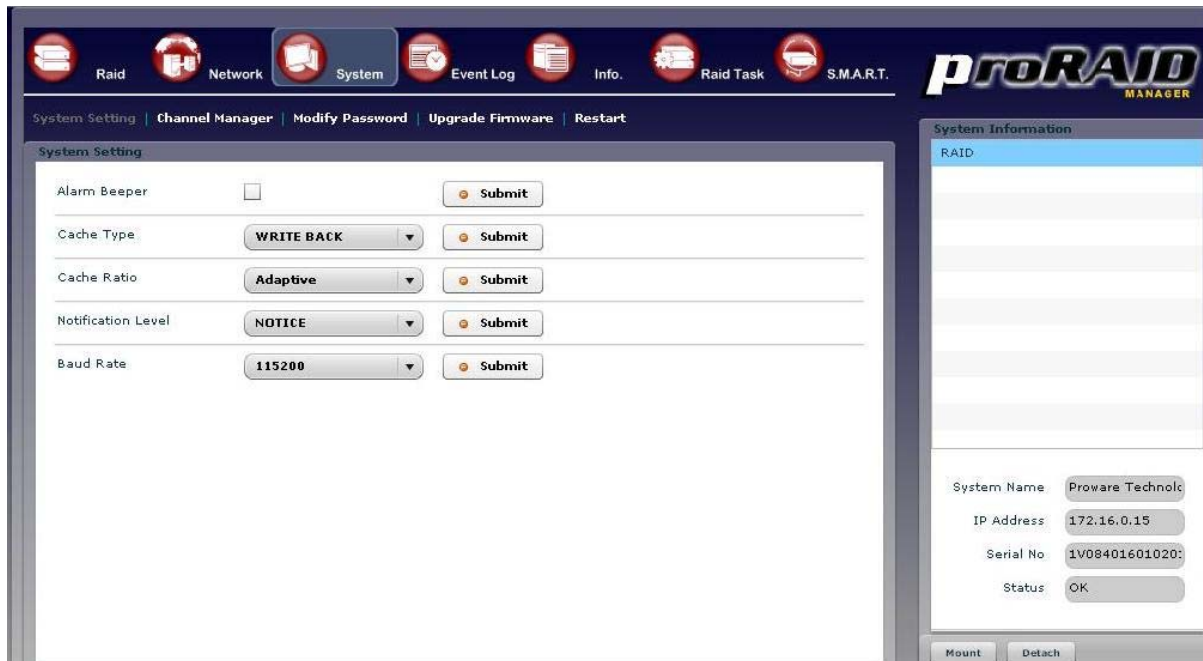 Raid Network System Event Log Info. Raid Task S.M.A.R.T.
proRAID
MANAGER
System Setting | Channel Manager | Modify Password | Upgrade Firmware | Restart
System Setting
Alarm Beeper Submit
Cache Type WRITE BACK Submit
Cache Ratio Adaptive Submit
Notification Level NOTICE Submit
Baud Rate 115200 Submit
System Information
RAID
System Name Proware Technolo
IP Address 172.16.0.15
Serial No 1V08401601020:
Status OK
Mount Detach